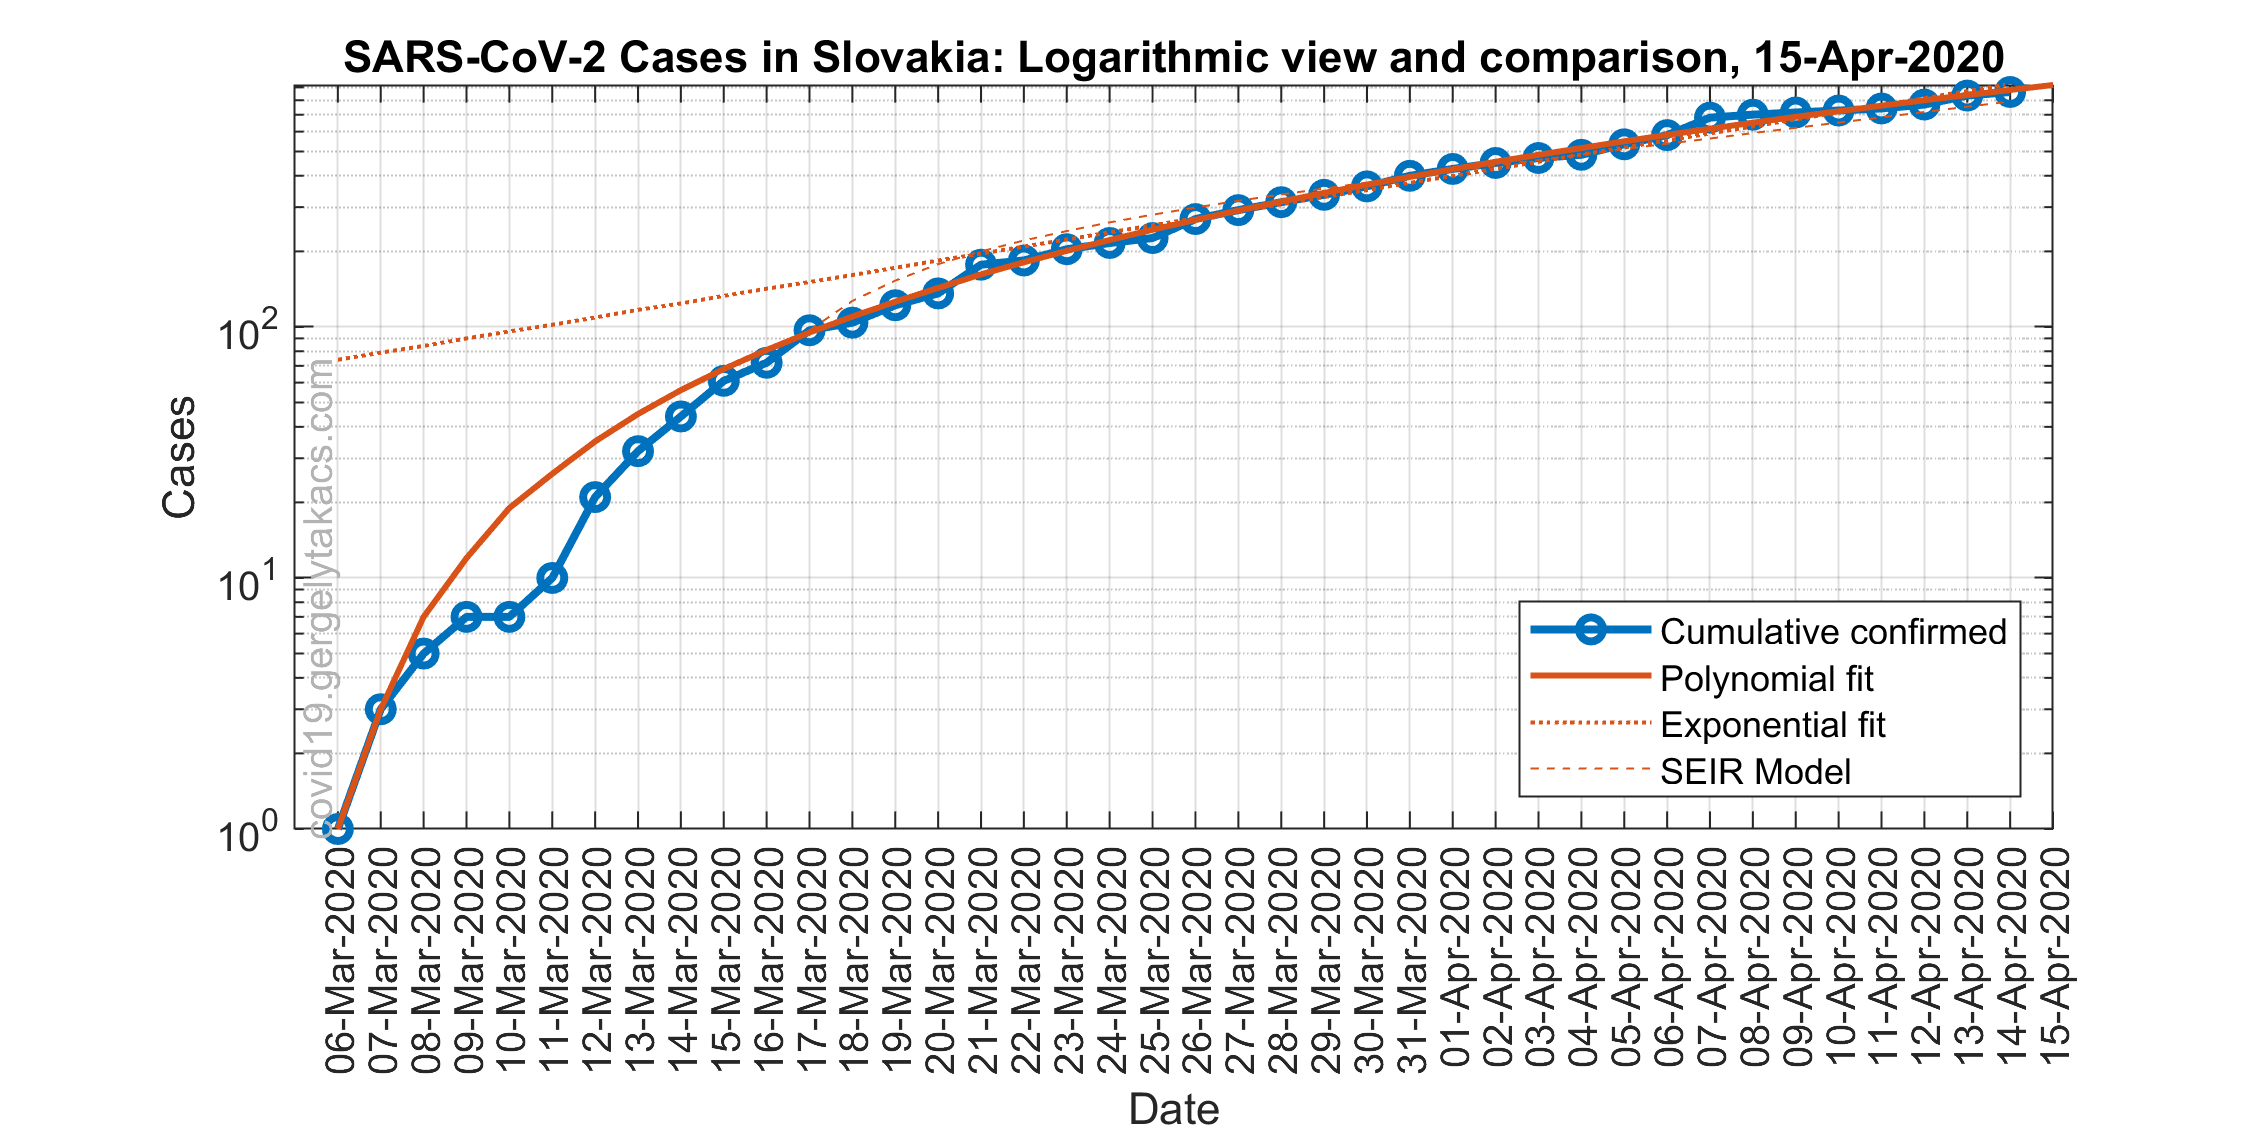 SARS-CoV-2 Cases in Slovakia: Logarithmic view and comparison, 15-Apr-2020
Cases
10^2
10^1
10^0
covid19.gergelytakacs.com
Cumulative confirmed
Polynomial fit
Exponential fit
SEIR Model
06-Mar-2020
07-Mar-2020
08-Mar-2020
09-Mar-2020
10-Mar-2020
11-Mar-2020
12-Mar-2020
13-Mar-2020
14-Mar-2020
15-Mar-2020
16-Mar-2020
17-Mar-2020
18-Mar-2020
19-Mar-2020
20-Mar-2020
21-Mar-2020
22-Mar-2020
23-Mar-2020
24-Mar-2020
25-Mar-2020
26-Mar-2020
27-Mar-2020
28-Mar-2020
29-Mar-2020
30-Mar-2020
31-Mar-2020
01-Apr-2020
02-Apr-2020
03-Apr-2020
04-Apr-2020
05-Apr-2020
06-Apr-2020
07-Apr-2020
08-Apr-2020
09-Apr-2020
10-Apr-2020
11-Apr-2020
12-Apr-2020
13-Apr-2020
14-Apr-2020
15-Apr-2020
Date